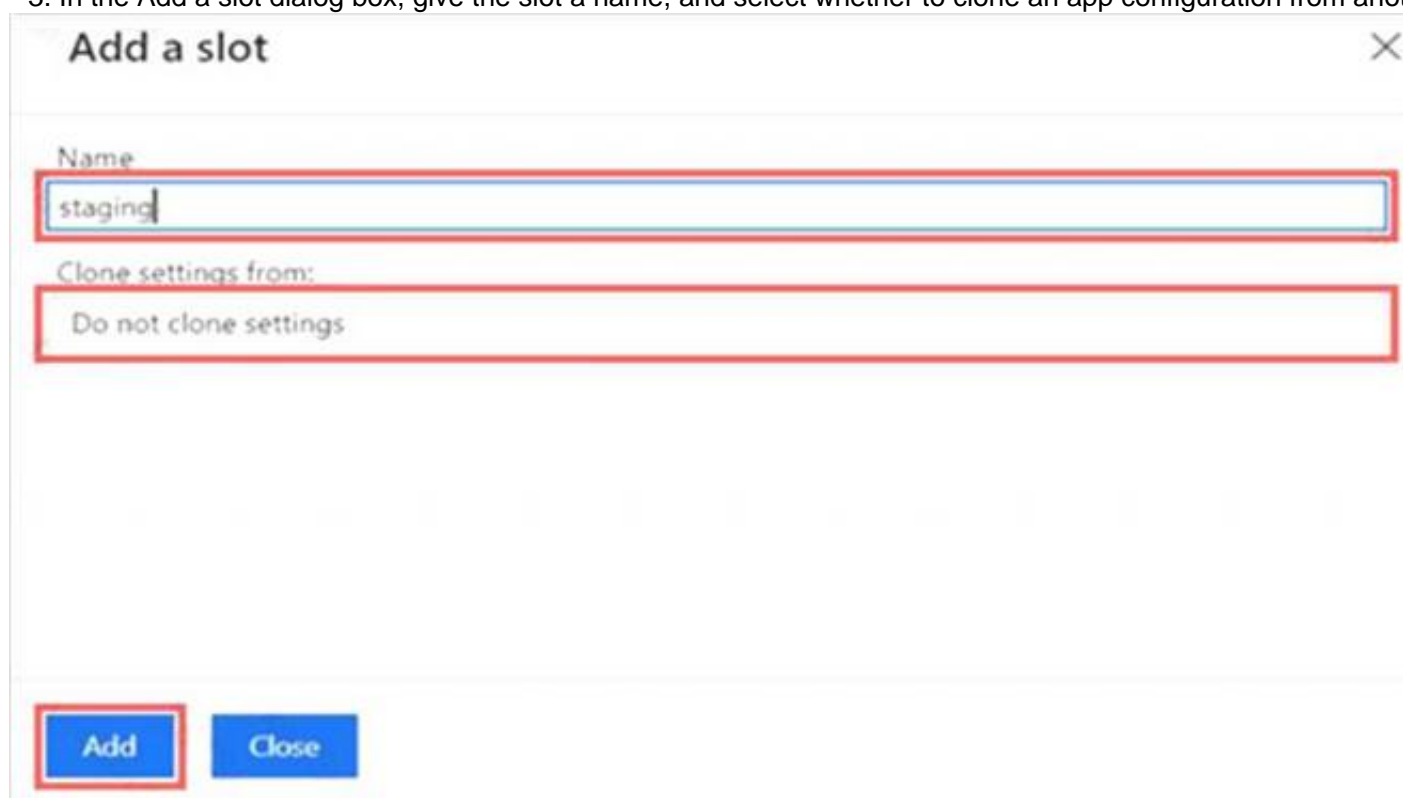 3. In the Add a slot dialog box, give the slot a name, and select whether to clone an app configuration from anot
Add a slot
Name
staging
Clone settings from:
Do not clone settings
Add Close